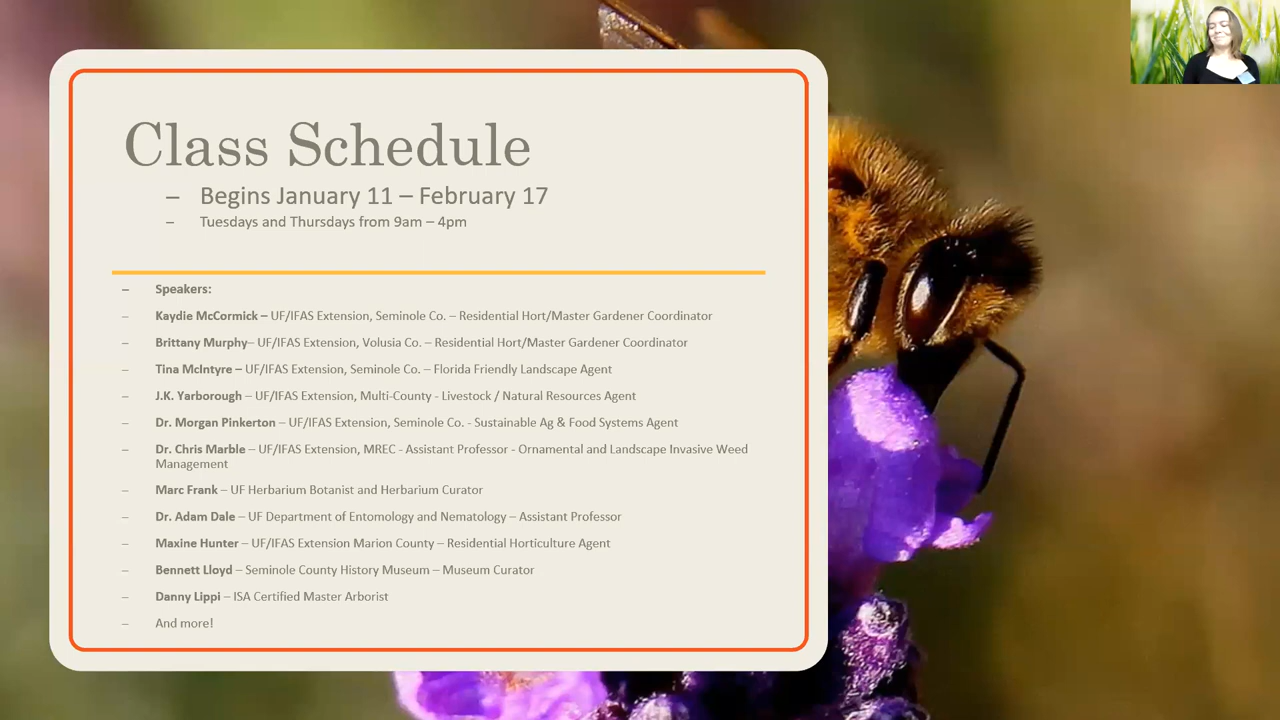 Class Schedule
– Begins January 11 – February 17
– Tuesdays and Thursdays from 9am – 4pm
– Speakers:
– Kaydie McCormick – UF/IFAS Extension, Seminole Co. – Residential Hort/Master Gardener Coordinator
– Brittany Murphy– UF/IFAS Extension, Volusia Co. – Residential Hort/Master Gardener Coordinator
– Tina McIntyre – UF/IFAS Extension, Seminole Co. – Florida Friendly Landscape Agent
– J.K. Yarborough – UF/IFAS Extension, Multi-County - Livestock / Natural Resources Agent
– Dr. Morgan Pinkerton – UF/IFAS Extension, Seminole Co. - Sustainable Ag & Food Systems Agent
– Dr. Chris Marble – UF/IFAS Extension, MREC - Assistant Professor - Ornamental and Landscape Invasive Weed
Management
– Marc Frank – UF Herbarium Botanist and Herbarium Curator
– Dr. Adam Dale – UF Department of Entomology and Nematology – Assistant Professor
– Maxine Hunter – UF/IFAS Extension Marion County – Residential Horticulture Agent
– Bennett Lloyd – Seminole County History Museum – Museum Curator
– Danny Lippi – ISA Certified Master Arborist
– And more!